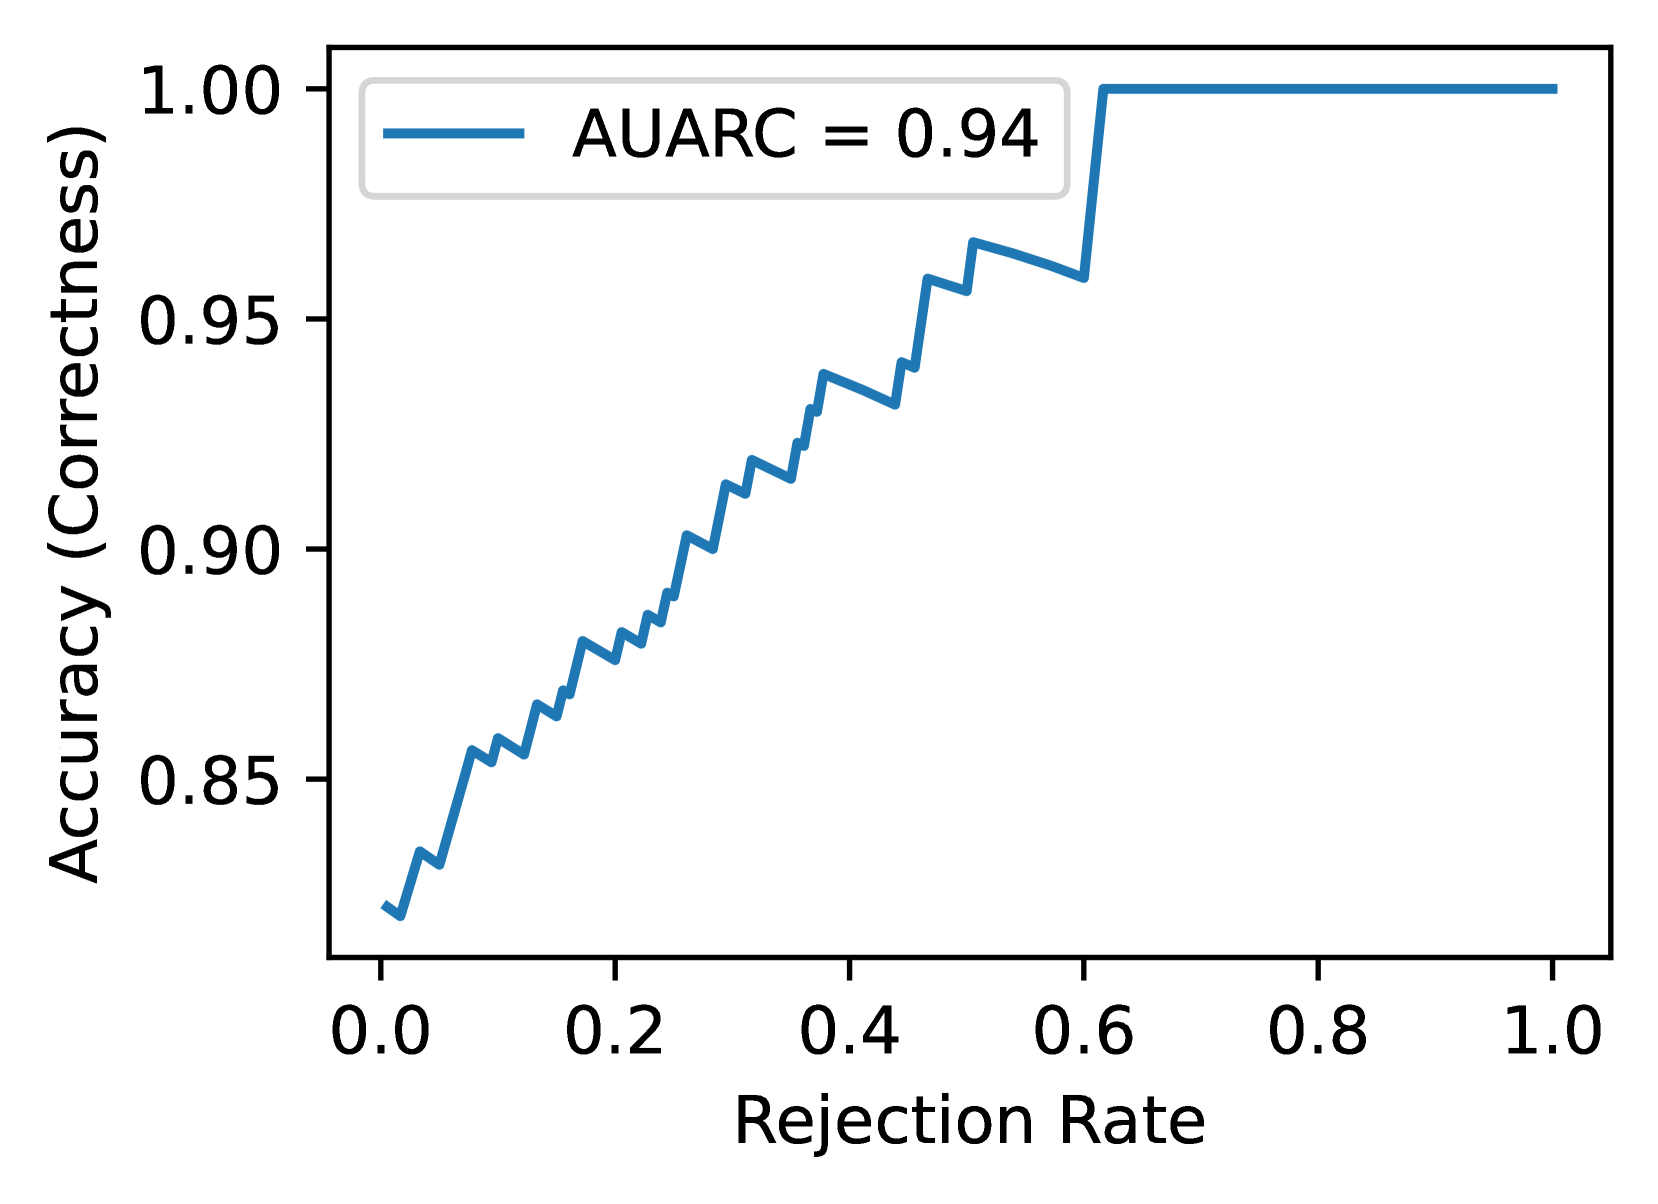 AUARC = 0.94
1.00
0.95
0.90
0.85
Accuracy (Correctness)
0.0 0.2 0.4 0.6 0.8 1.0
Rejection Rate